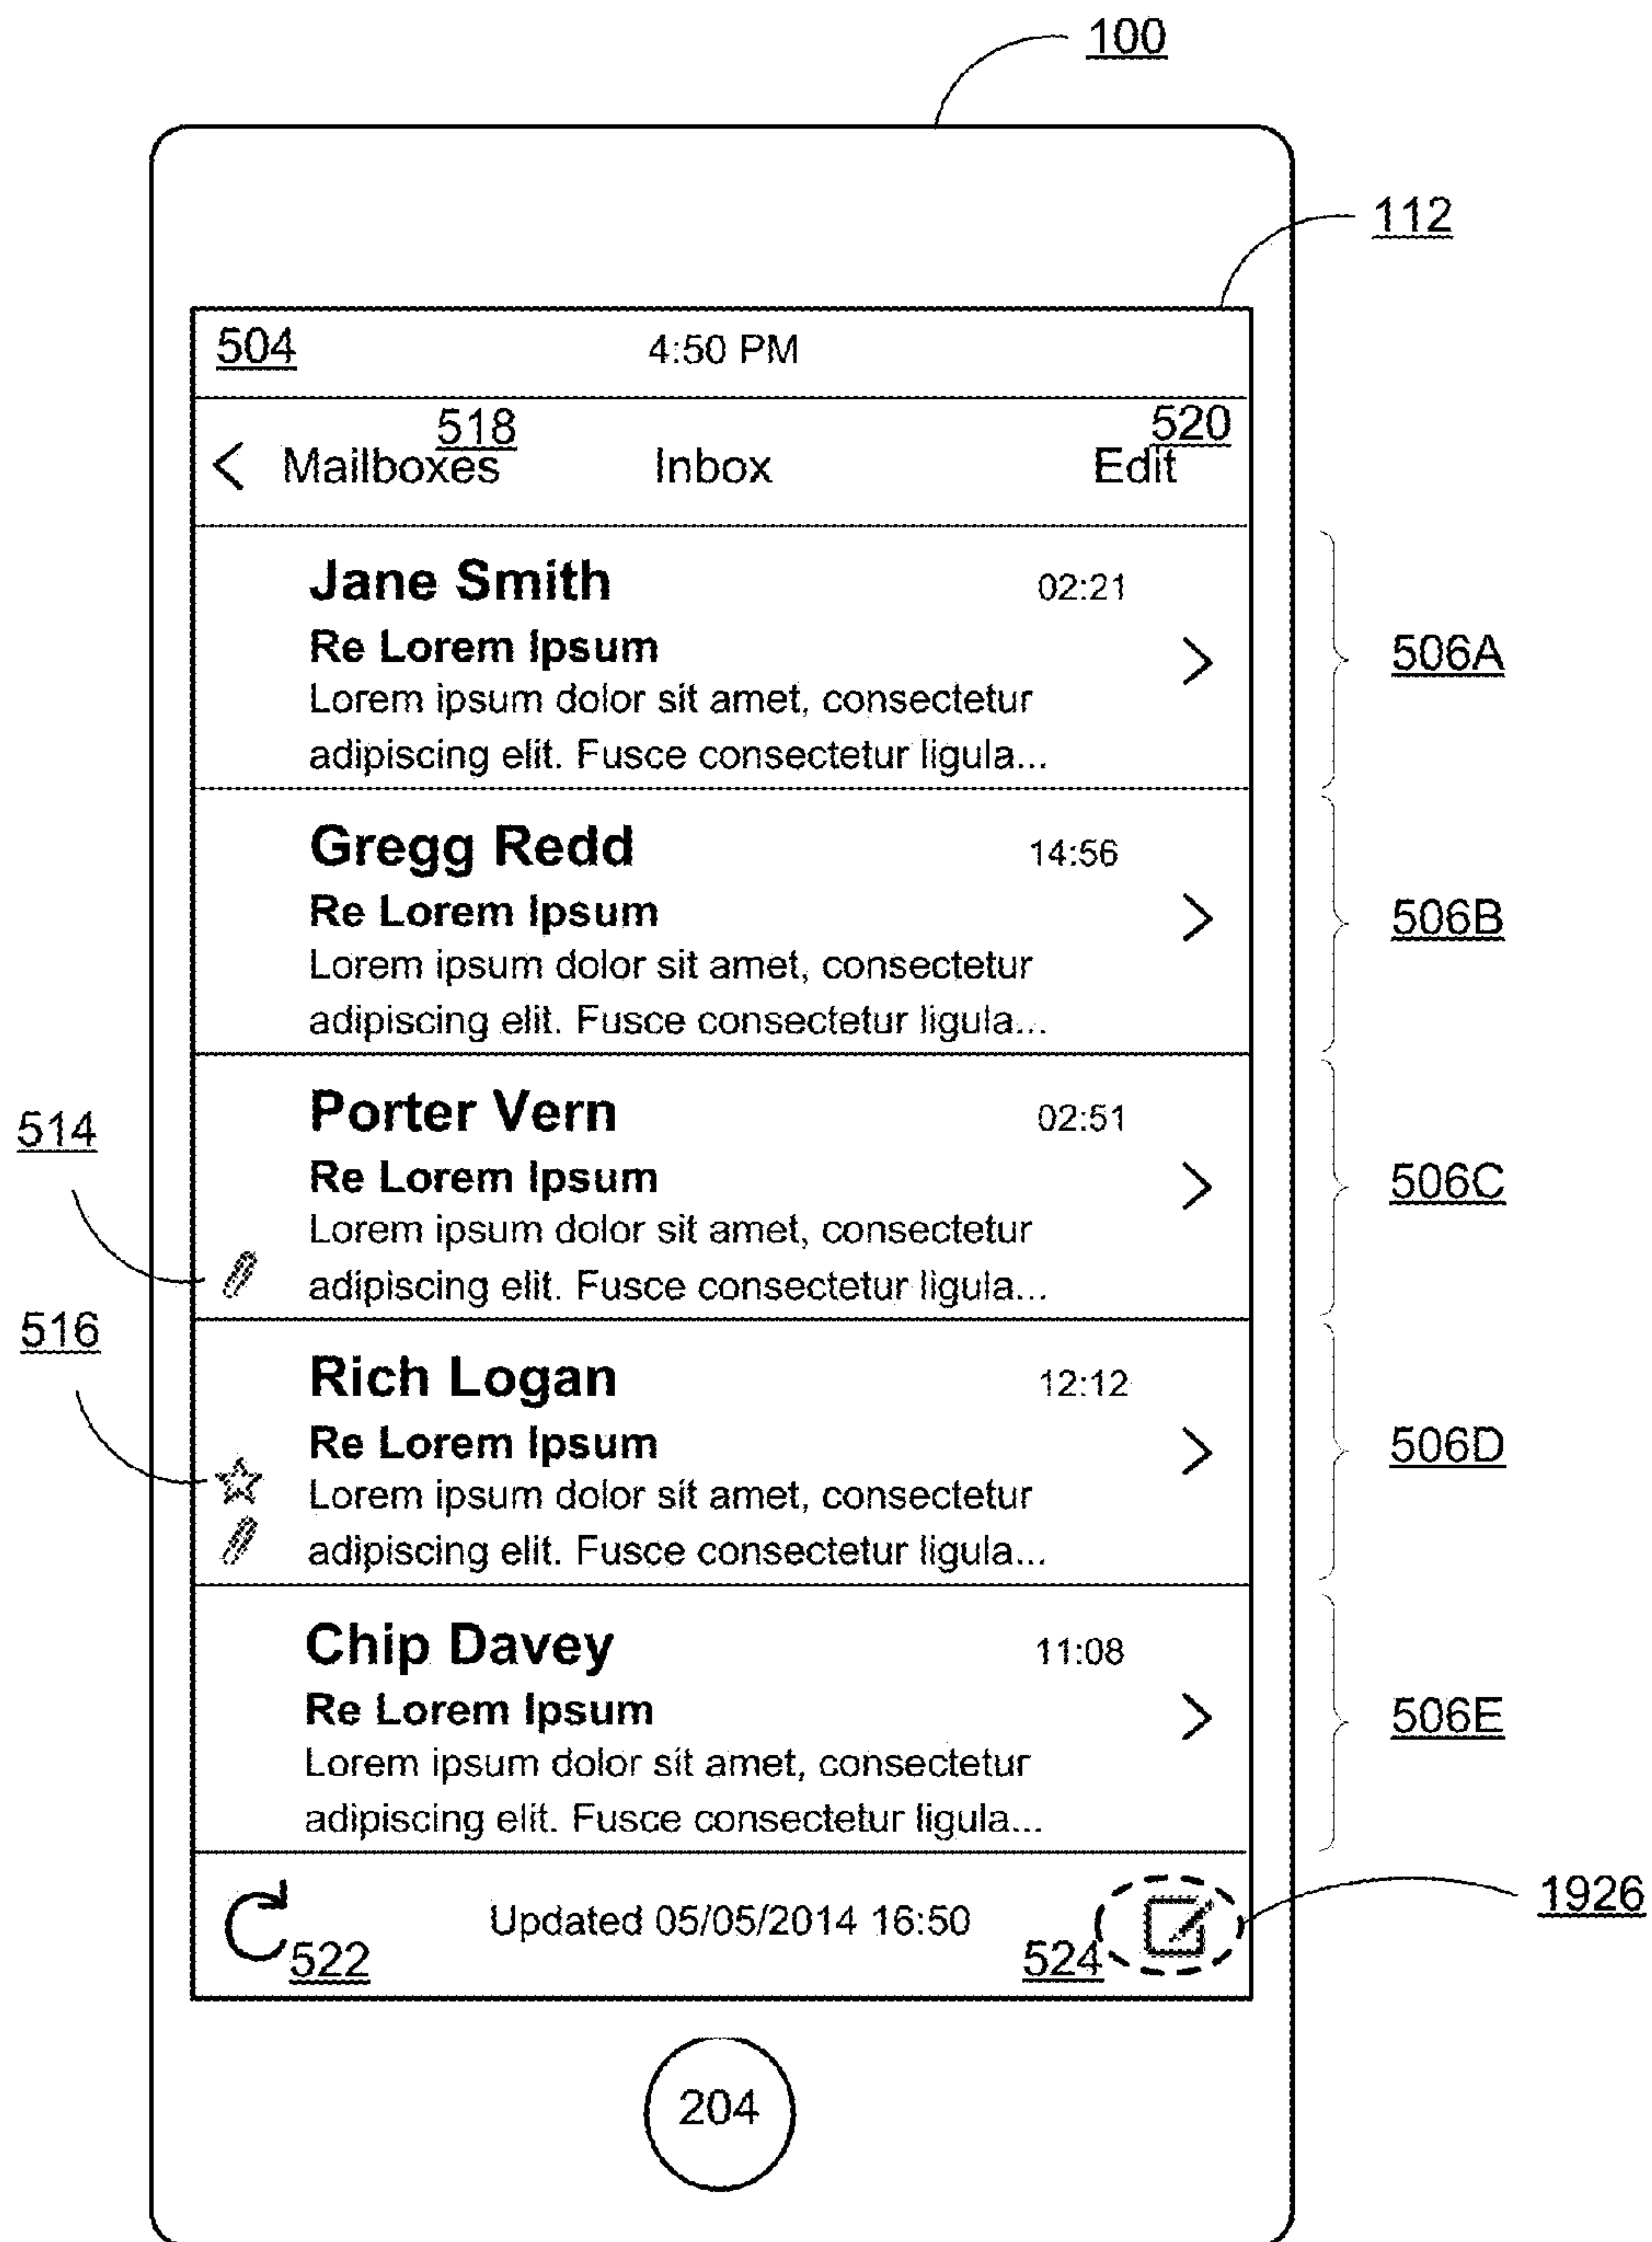 100
112
504 4:50 PM
518 520
< Mailboxes Inbox Edit
Jane Smith 02:21
Re Lorem Ipsum
506A
Lorem ipsum dolor sit amet, consectetur
adipiscing elit. Fusce consectetur ligula...
Gregg Redd 14:56
Re Lorem Ipsum
506B
Lorem ipsum dolor sit amet, consectetur
adipiscing elit. Fusce consectetur ligula...
Porter Vern 02:51
514
Re Lorem Ipsum
506C
Lorem ipsum dolor sit amet, consectetur
adipiscing elit. Fusce consectetur ligula...
516
Rich Logan 12:12
Re Lorem Ipsum
506D
Lorem ipsum dolor sit amet, consectetur
adipiscing elit. Fusce consectetur ligula...
Chip Davey 11:08
Re Lorem Ipsum
506E
Lorem ipsum dolor sit amet, consectetur
adipiscing elit. Fusce consectetur ligula...
1926
Updated 05/05/2014 16:50
522 524
204